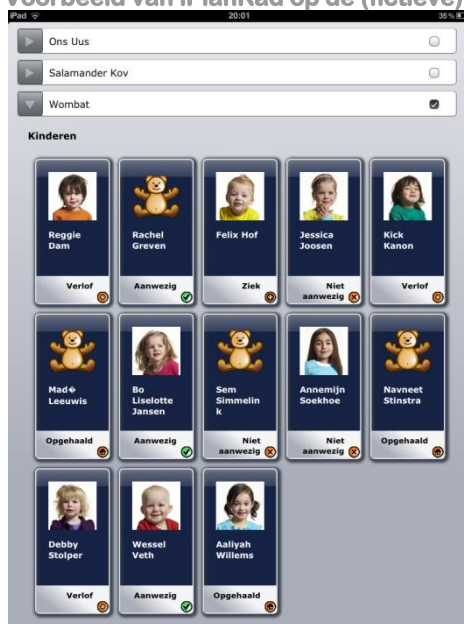 Voorbeeld van iPlanKad op de (fictieve)
iPad 20:01 35%
Ons Uus
Salamander Kov
Wombat
Kinderen
Reggie
Dam
Verlof
Rachel
Greven
Aanwezig
Felix Hof
Ziek
Jessica
Joosen
Niet
aanwezig
Kick
Kanon
Verlof
Mad�
Leeuwis
Opgehaald
Bo
Liselotte
Jansen
Aanwezig
Sem
Simmelin
k
Niet
aanwezig
Annemijn
Soekhoe
Niet
aanwezig
Navneet
Stinstra
Opgehaald
Debby
Stolper
Verlof
Wessel
Veth
Aanwezig
Aaliyah
Willems
Opgehaald